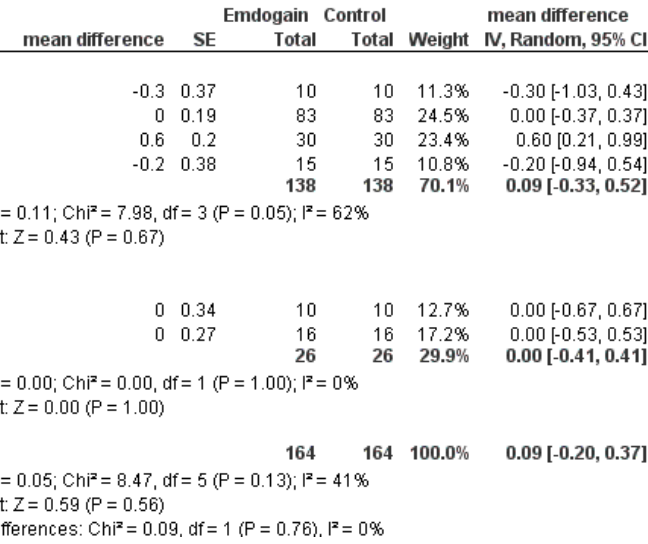 Emdogain Control mean difference
mean difference SE Total Total Weight IV, Random, 95% CI
-0.3 0.37 10 10 11.3% -0.30 [-1.03, 0.43]
0 0.19 83 83 24.5% 0.00 [-0.37, 0.37]
0.6 0.2 30 30 23.4% 0.60 [0.21, 0.99]
-0.2 0.38 15 15 10.8% -0.20 [-0.94, 0.54]
138 138 70.1% 0.09 [-0.33, 0.52]
= 0.11; Chi² = 7.98, df = 3 (P = 0.05); I² = 62%
t: Z = 0.43 (P = 0.67)
0 0.34 10 10 12.7% 0.00 [-0.67, 0.67]
0 0.27 16 16 17.2% 0.00 [-0.53, 0.53]
26 26 29.9% 0.00 [-0.41, 0.41]
= 0.00; Chi² = 0.00, df = 1 (P = 1.00); I² = 0%
t: Z = 0.00 (P = 1.00)
164 164 100.0% 0.09 [-0.20, 0.37]
= 0.05; Chi² = 8.47, df = 5 (P = 0.13); I² = 41%
t: Z = 0.59 (P = 0.56)
fferences: Chi² = 0.09, df = 1 (P = 0.76), I² = 0%